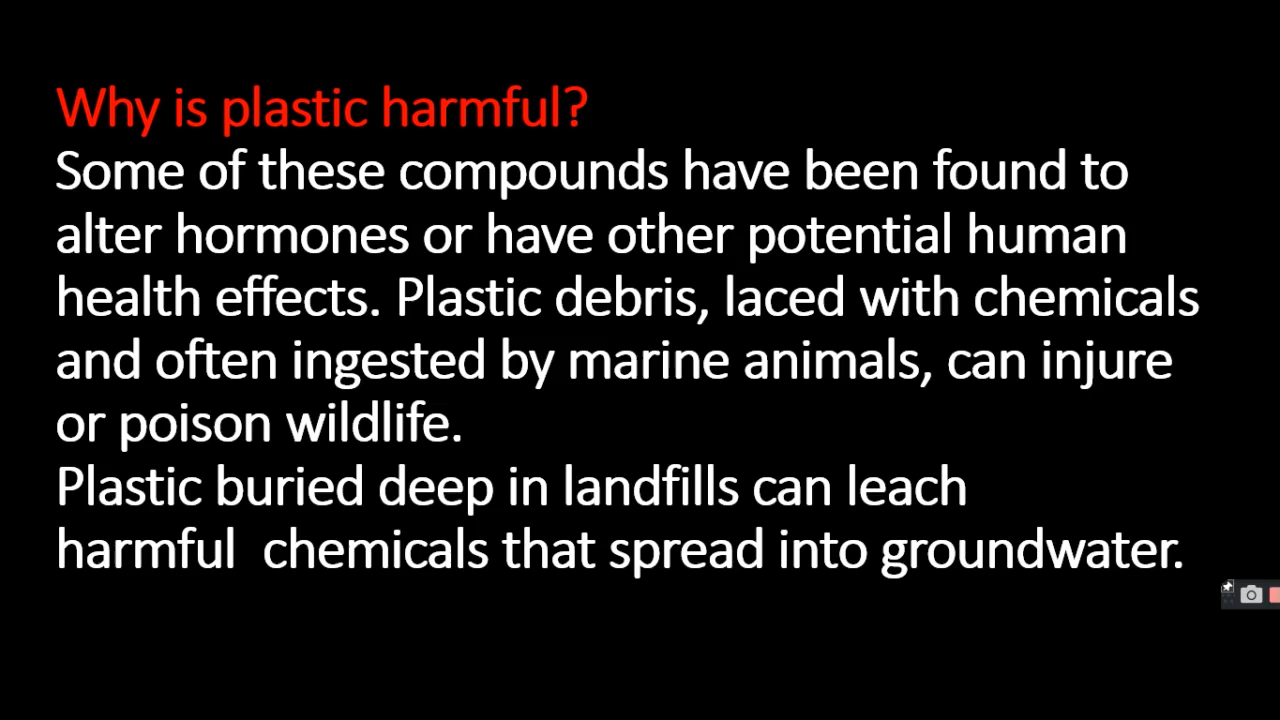 Why is plastic harmful?
Some of these compounds have been found to
alter hormones or have other potential human
health effects. Plastic debris, laced with chemicals
and often ingested by marine animals, can injure
or poison wildlife.
Plastic buried deep in landfills can leach
harmful  chemicals that spread into groundwater.